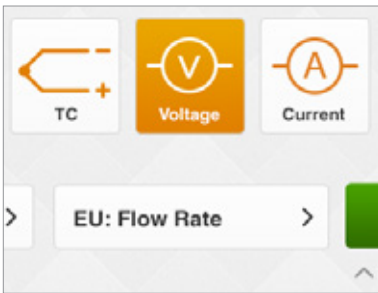 V
A
TC
Voltage
Current
EU: Flow Rate